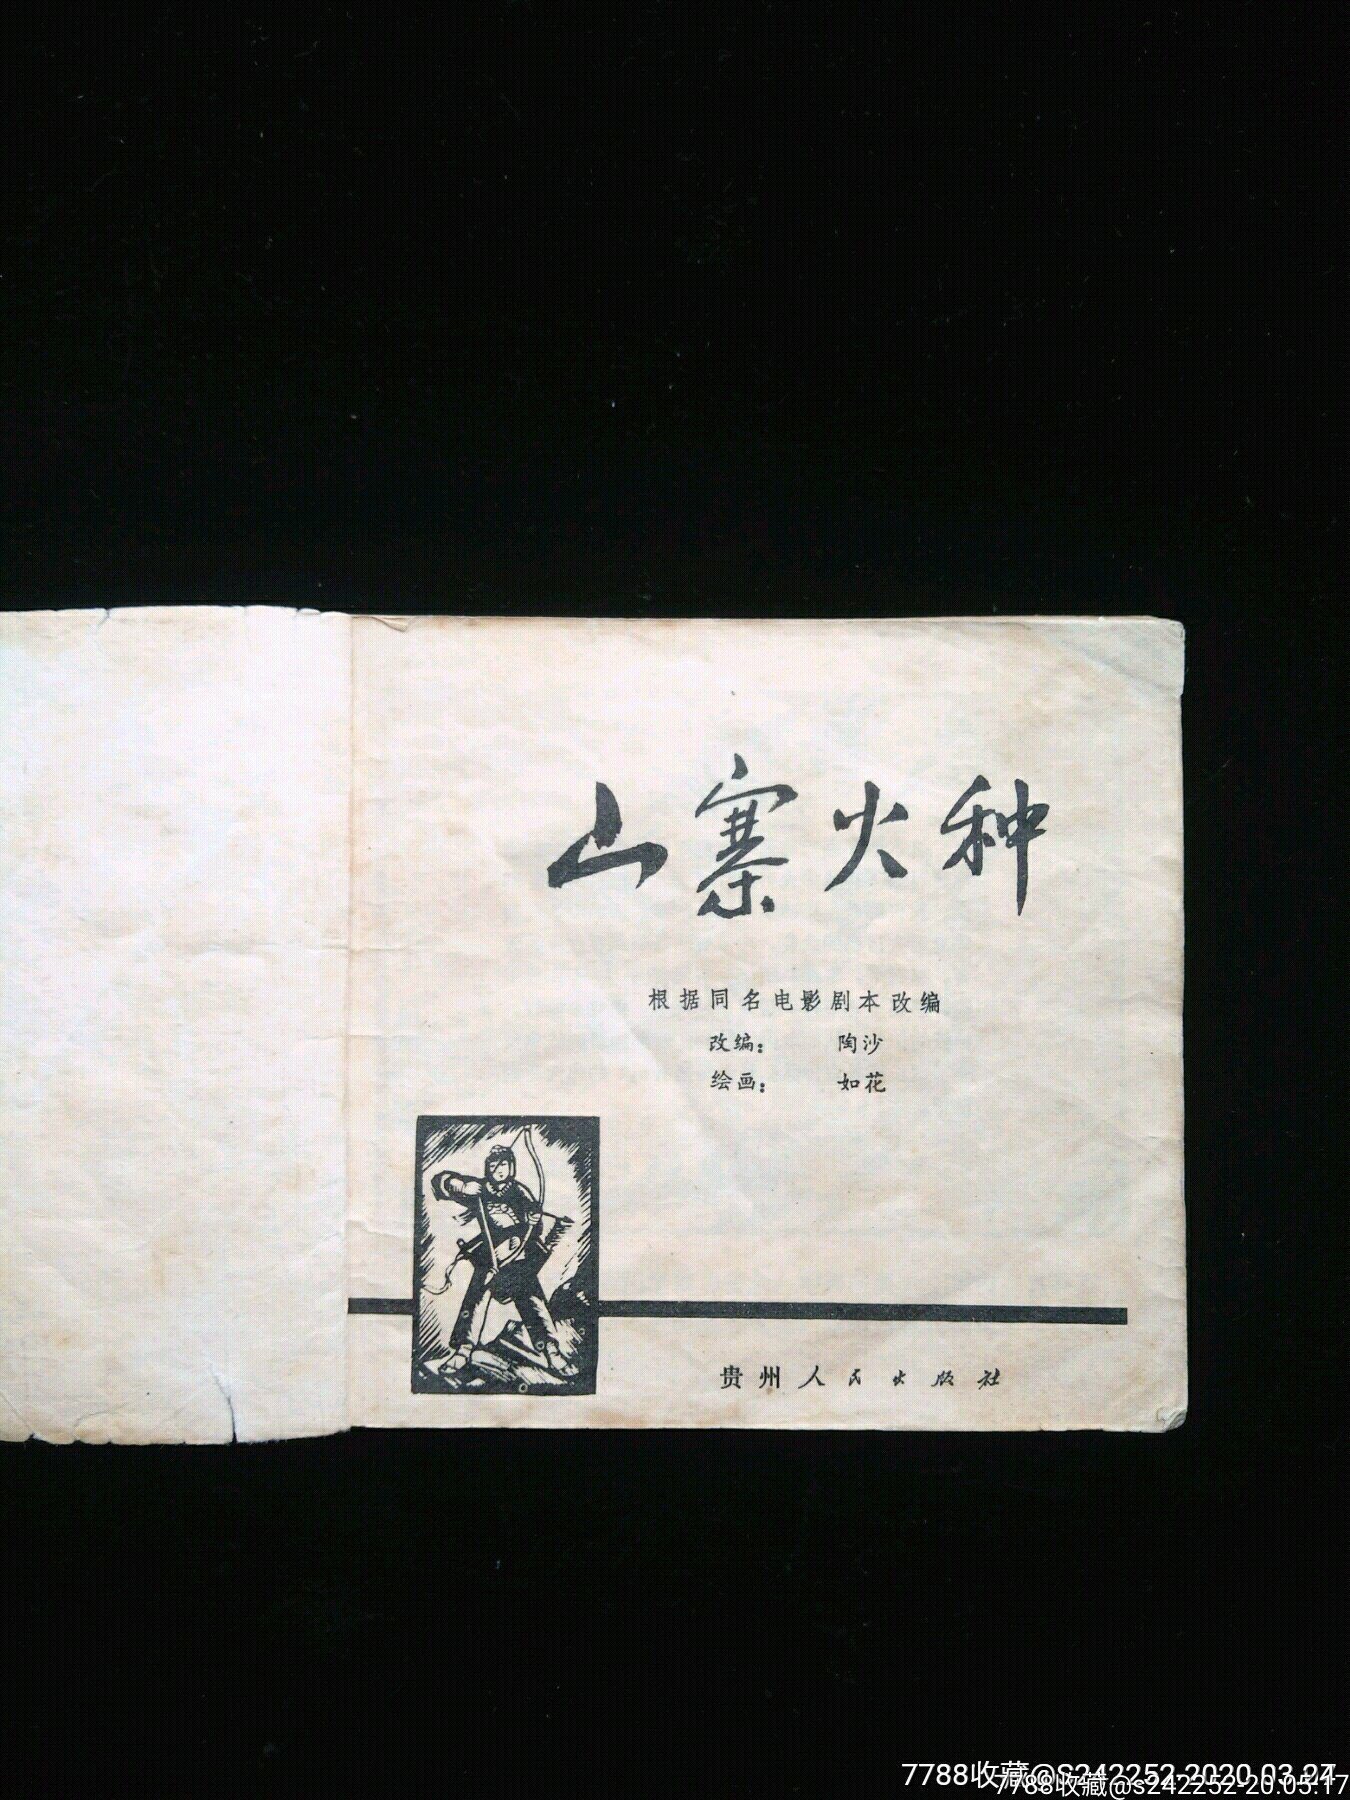 山寨火种
根据同名电影剧本改编
改编： 陶沙
绘画： 如花
贵州人民出版社
7788收藏@S242252-2020.03.24
7788收藏@s242252-20.05.17